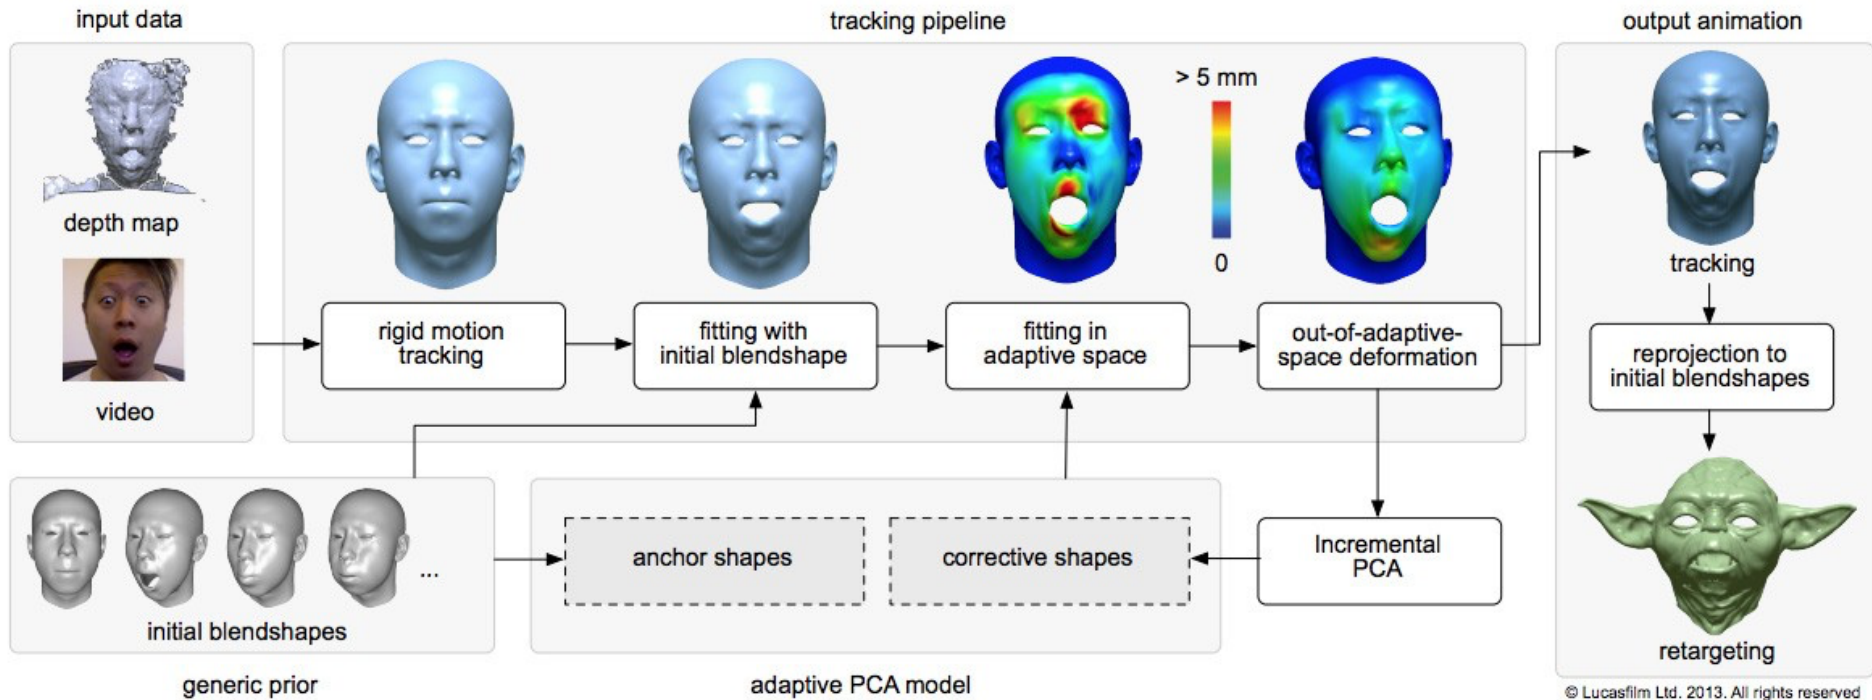 input data
tracking pipeline
output animation
> 5 mm
0
depth map
video
rigid motion
tracking
fitting with
initial blendshape
fitting in
adaptive space
out-of-adaptive-
space deformation
tracking
reprojection to
initial blendshapes
retargeting
...
initial blendshapes
anchor shapes
corrective shapes
Incremental
PCA
generic prior
adaptive PCA model
© Lucasfilm Ltd. 2013. All rights reserved